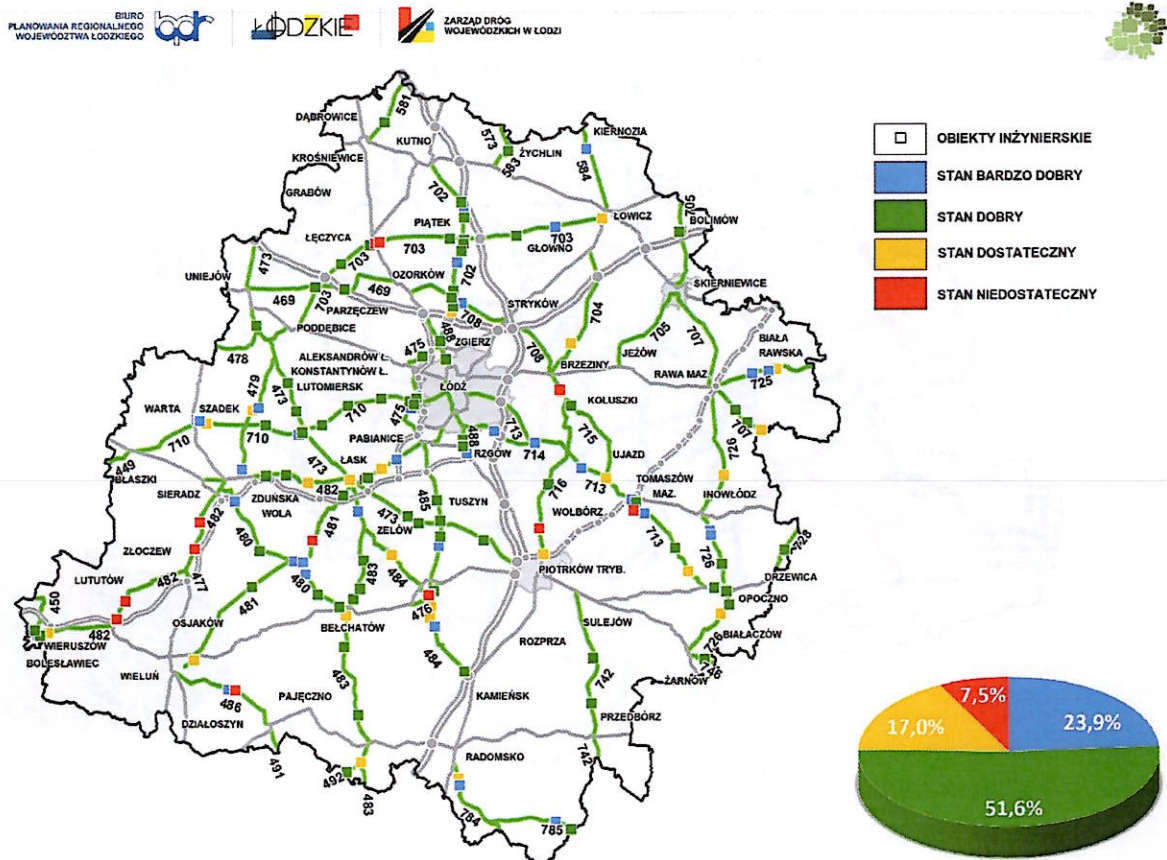 BIURO
PLANOWANIA REGIONALNEGO
WOJEWÓDZTWA ŁÓDZKIEGO
bpr
ŁÓDZKIE
ZARZĄD DRÓG
WOJEWÓDZKICH W ŁODZI
OBIEKTY INŻYNIERSKIE
STAN BARDZO DOBRY
STAN DOBRY
STAN DOSTATECZNY
STAN NIEDOSTATECZNY
DĄBROWICE
581
KUTNO
573
KIERNOZIA
KROŚNIEWICE
583
ŻYCHLIN
584
GRABÓW
702
705
PIĄTEK
ŁOWICZ
BOLIMÓW
ŁĘCZYCA
703
703
703
GŁOWNO
473
UNIEJÓW
OZORKÓW
702
SKIERNIEWICE
469
703
469
STRYKÓW
PARZĘCZEW
708
704
PODDĘBICE
488
ZGIERZ
708
705
707
BIAŁA
RAWSKA
478
ALEKSANDRÓW Ł.
475
JEŻÓW
KONSTANTYNÓW Ł.
BRZEZINY
RAWA MAZ.
LUTOMIERSK
ŁÓDŹ
725
479
473
WARTA
SZADEK
710
475
KOLUSZKI
707
710
710
PABIANICE
488
713
715
726
714
UJAZD
449
BŁASZKI
473
ŁASK
RZGÓW
713
TOMASZÓW
MAZ.
SIERADZ
ZDUŃSKA
WOLA
482
485
TUSZYN
716
INOWŁÓDZ
482
481
473
WOLBÓRZ
480
ZELÓW
713
728
ZŁOCZEW
726
PIOTRKÓW TRYB.
DRZEWICA
LUTUTÓW
482
477
480
483
484
450
481
476
OPOCZNO
OSJAKÓW
SULEJÓW
482
BEŁCHATÓW
BIAŁACZÓW
WIERUSZÓW
ROZPRZA
726
BOLESŁAWIEC
484
746
WIELUŃ
742
ŻARNÓW
483
KAMIEŃSK
486
PAJĘCZNO
PRZEDBÓRZ
DZIAŁOSZYN
491
RADOMSKO
742
492
483
784
785
7,5%
17,0%
23,9%
51,6%